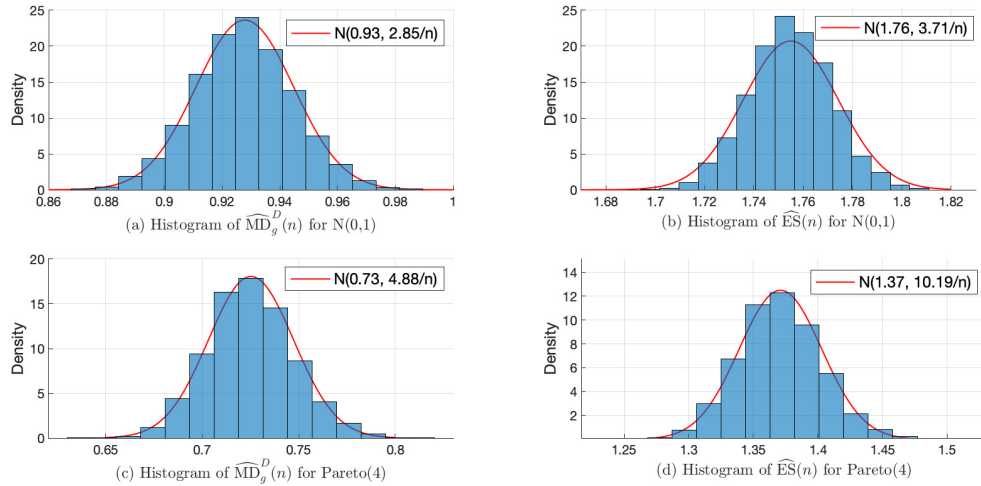 25
20
15
10
5
0
Density
N(0.93, 2.85/n)
0.86 0.88 0.9 0.92 0.94 0.96 0.98 1
(a) Histogram of $\widehat{\mathrm{MD}}_g^D(n)$ for N(0,1)
25
20
15
10
5
0
Density
N(1.76, 3.71/n)
1.68 1.7 1.72 1.74 1.76 1.78 1.8 1.82
(b) Histogram of $\widehat{\mathrm{ES}}(n)$ for N(0,1)
20
15
10
5
0
Density
N(0.73, 4.88/n)
0.65 0.7 0.75 0.8
(c) Histogram of $\widehat{\mathrm{MD}}_g^D(n)$ for Pareto(4)
14
12
10
8
6
4
2
Density
N(1.37, 10.19/n)
1.25 1.3 1.35 1.4 1.45 1.5
(d) Histogram of $\widehat{\mathrm{ES}}(n)$ for Pareto(4)